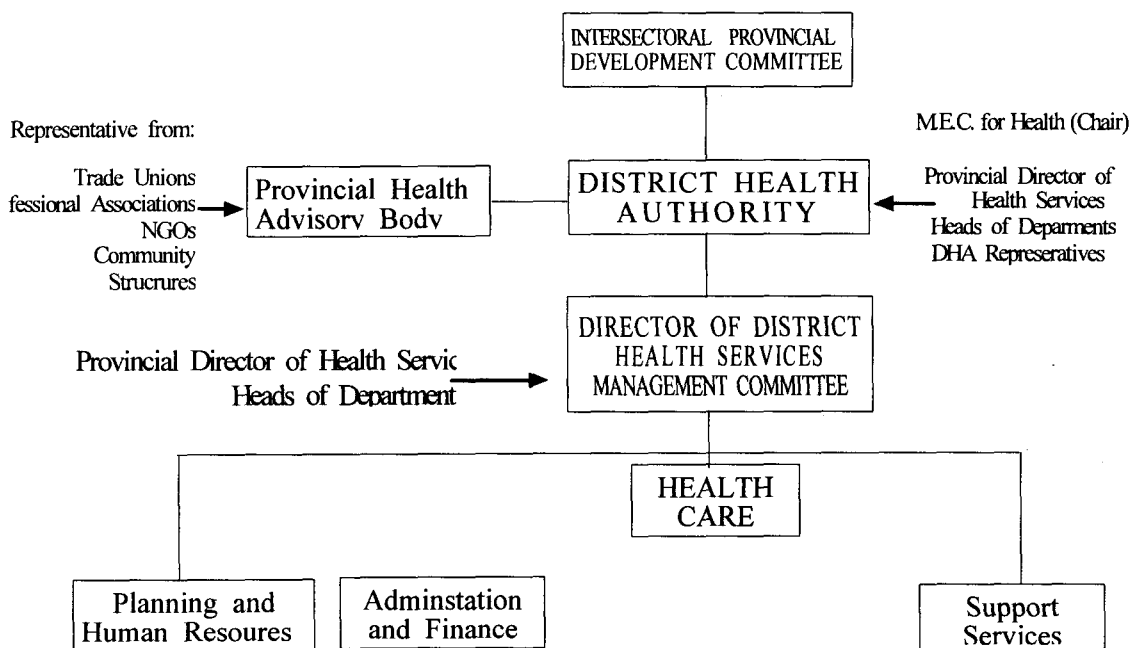 INTERSECTORAL PROVINCIAL
DEVELOPMENT COMMITTEE
Representative from:
Trade Unions
fessional Associations
NGOs
Community
Strucrures
Provincial Health
Advisory Body
DISTRICT HEALTH
AUTHORITY
M.E.C. for Health (Chair)
Provincial Director of
Health Services
Heads of Deparments
DHA Represeratives
Provincial Director of Health Servic
Heads of Department
DIRECTOR OF DISTRICT
HEALTH SERVICES
MANAGEMENT COMMITTEE
HEALTH
CARE
Planning and
Human Resoures
Adminstation
and Finance
Support
Services